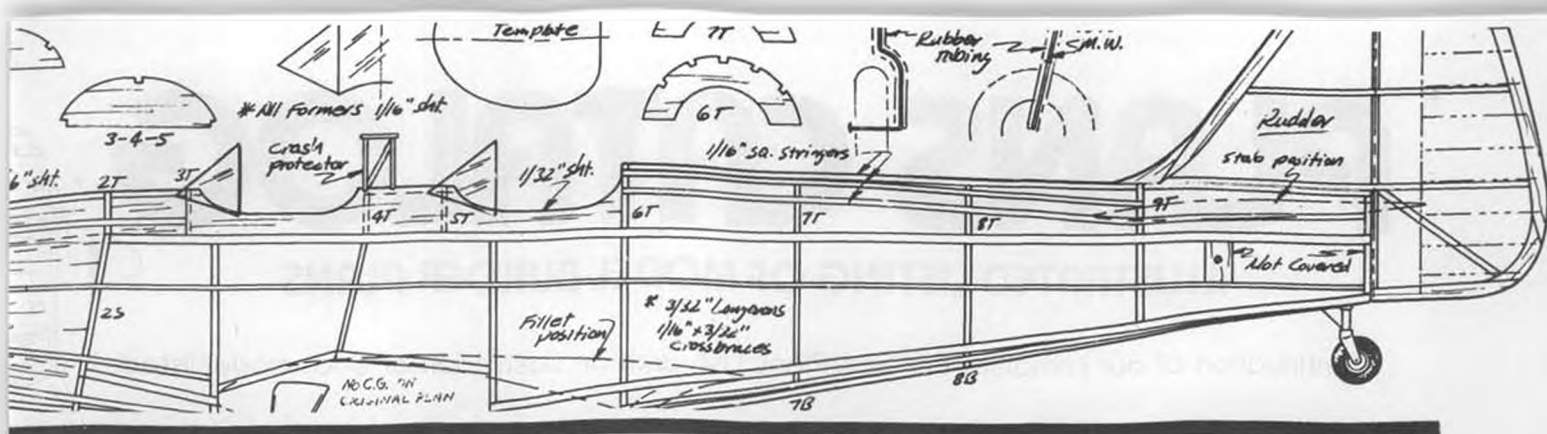 Template
7T
Rubber
tubing
S.M.W.
3-4-5
* All Formers 1/16" sht
6T
Rudder
Crash
protector
1/16" sq. Stringers
Stab position
6" sht.
2T
3T
1/32" sht.
4T
5T
6T
7T
8T
9T
Not Covered
2S
Fillet
position
* 3/32" Longerons
1/16" x 3/32"
Crossbraces
No C.G. ON
ORIGINAL PLAN
7B
8B